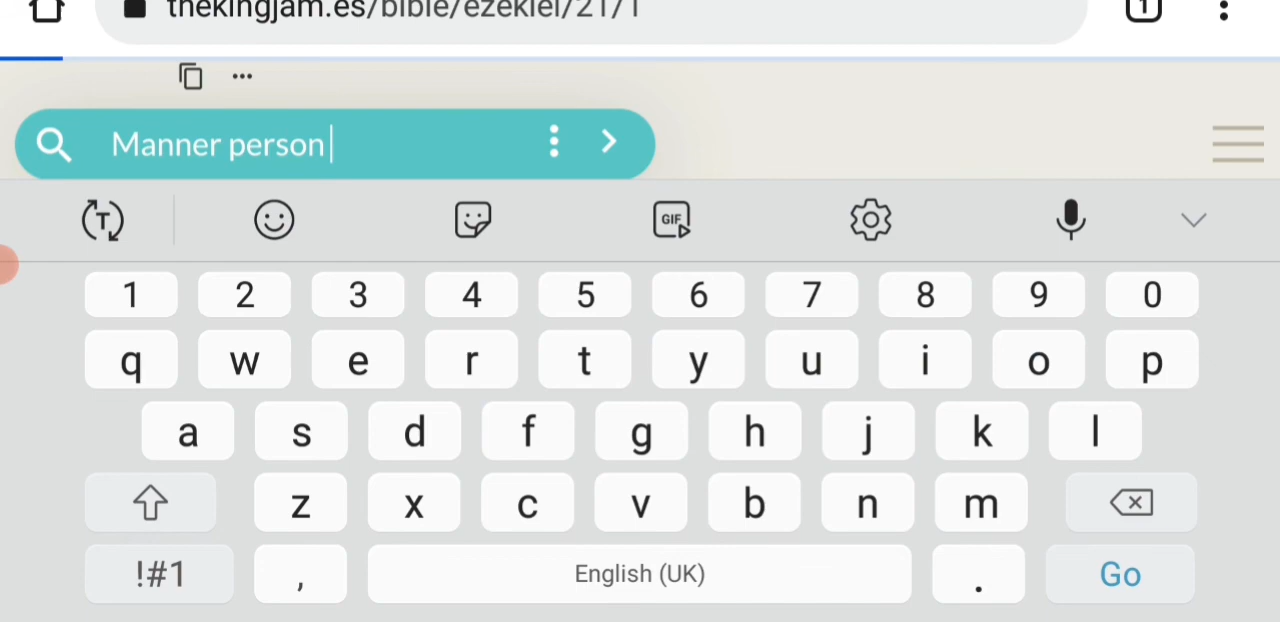 thekingjam.es/bible/ezekiel/21/1
1
Manner person
T
GIF
1 2 3 4 5 6 7 8 9 0
q w e r t y u i o p
a s d f g h j k l
z x c v b n m
!#1 , English (UK) . Go